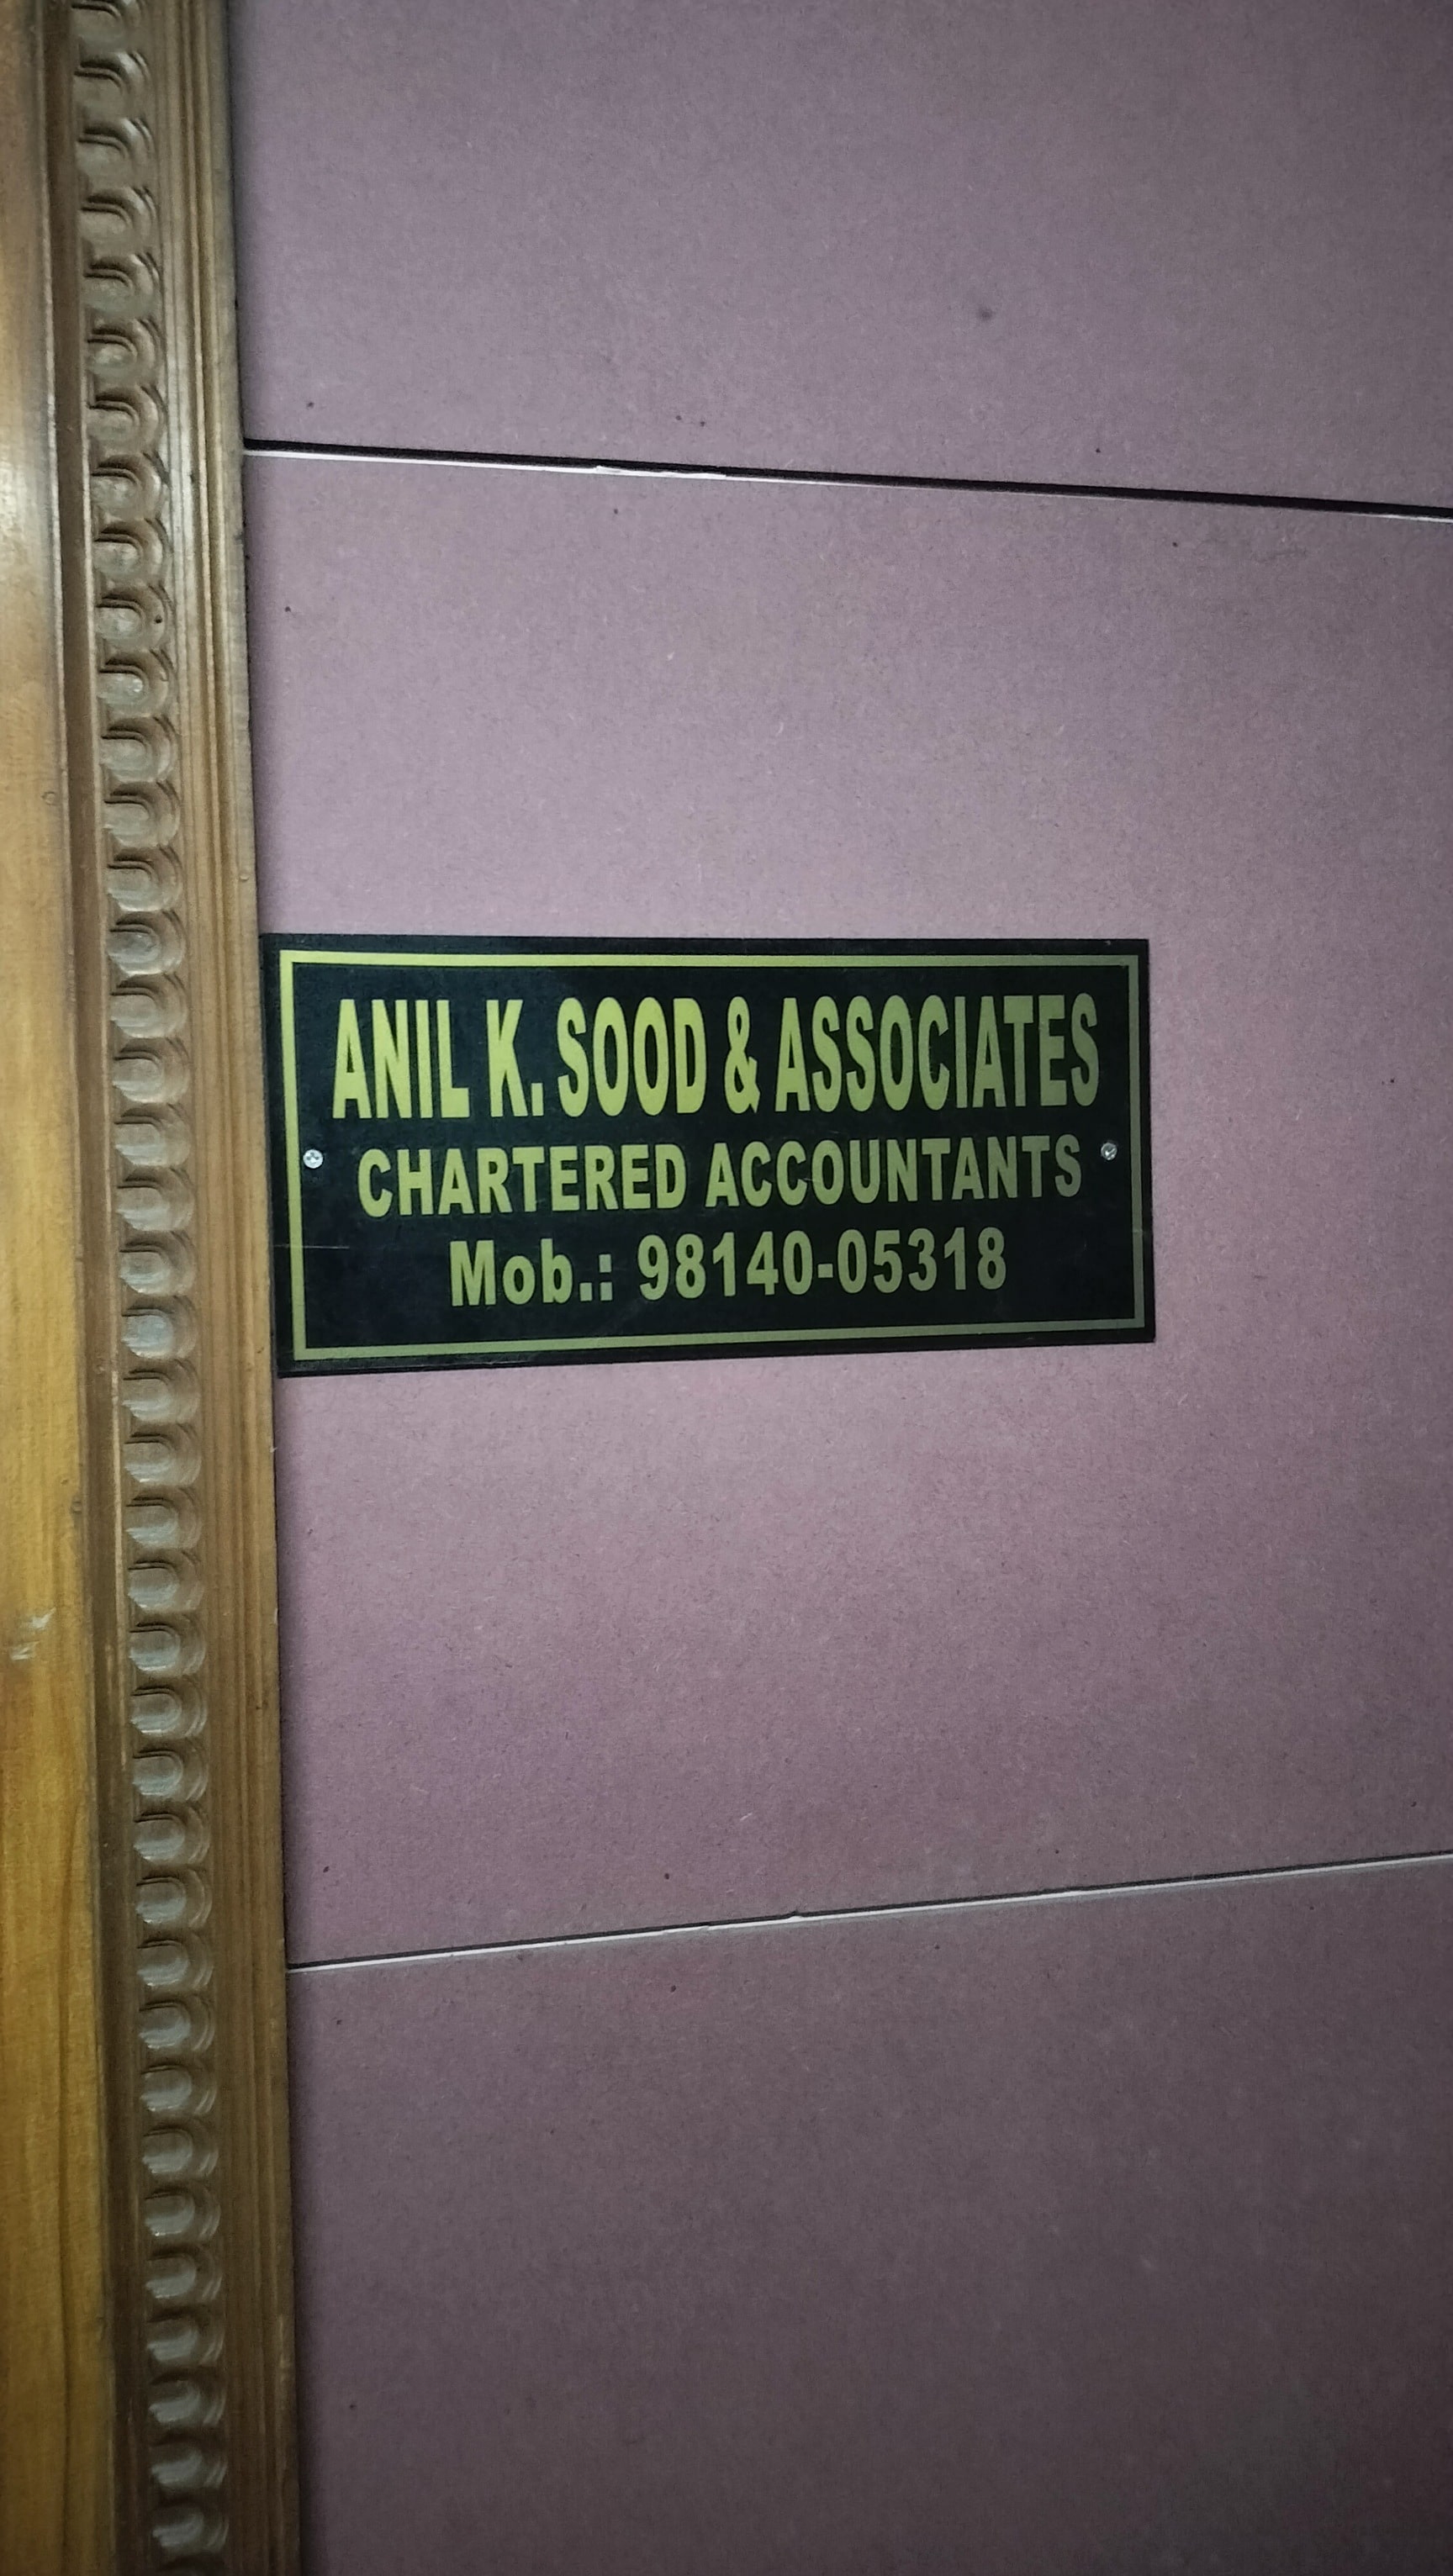 ANIL K. SOOD & ASSOCIATES
CHARTERED ACCOUNTANTS
Mob.: 98140-05318